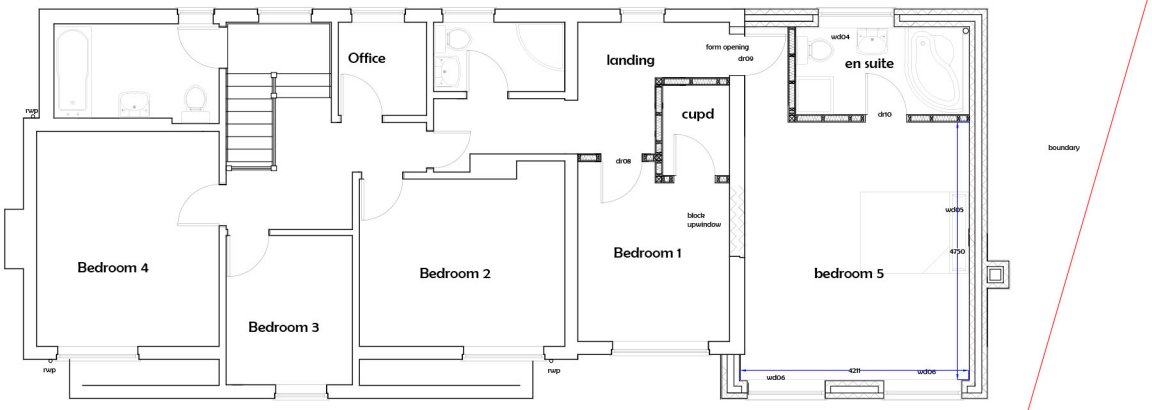 wd04
form opening
dr09
Office
landing
en suite
rwp
cupd
dr10
boundary
dr08
wd05
block
upwindow
4750
Bedroom 4
Bedroom 2
Bedroom 1
bedroom 5
Bedroom 3
rwp
rwp
4211
wd06
wd06